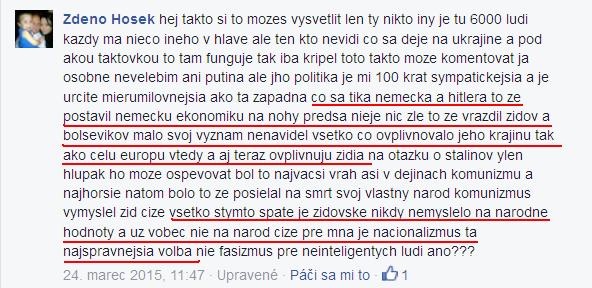 Zdeno Hosek hej takto si to mozes vysvetlit len ty nikto iny je tu 6000 ludi
kazdy ma nieco ineho v hlave ale ten kto nevidi co sa deje na ukrajine a pod
akou taktovkou to tam funguje tak iba kripel toto takto moze komentovat ja
osobne nevelebim ani putina ale jho politika je mi 100 krat sympatickejsia a je
urcite mierumilovnejsia ako ta zapadna co sa tika nemecka a hitlera to ze
postavil nemecku ekonomiku na nohy predsa nieje nic zle to ze vrazdil zidov a
bolsevikov malo svoj vyznam nenavidel vsetko co ovplivnovalo jeho krajinu tak
ako celu europu vtedy a aj teraz ovplivnuju zidia na otazku o stalinov ylen
hlupak ho moze ospevovat bol to najvacsi vrah asi v dejinach komunizmu a
najhorsie natom bolo to ze posielal na smrt svoj vlastny narod komunizmus
vymyslel zid cize vsetko stymto spate je zidovske nikdy nemyslelo na narodne
hodnoty a uz vobec nie na narod cize pre mna je nacionalizmus ta
najspravnejsia volba nie fasizmus pre neinteligentych ludi ano???
24. marec 2015, 11:47 · Upravené · Páči sa mi to · 1